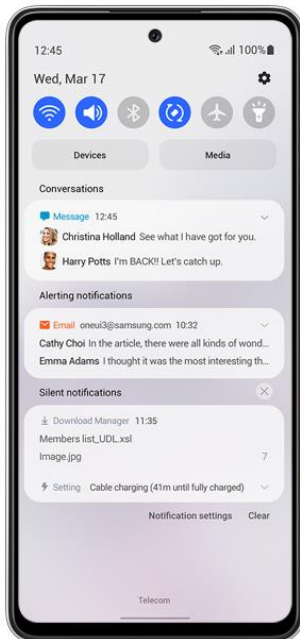 12:45 100%
Wed, Mar 17
Devices Media
Conversations
Message 12:45
Christina Holland See what I have got for you.
Harry Potts I'm BACK!! Let's catch up.
Alerting notifications
Email oneui3@samsung.com 10:32
Cathy Choi In the article, there were all kinds of wond...
Emma Adams I thought it was the most interesting th...
Silent notifications
Download Manager 11:35
Members list_UDL.xsl
Image.jpg 7
Setting Cable charging (41m until fully charged)
Notification settings Clear
Telecom